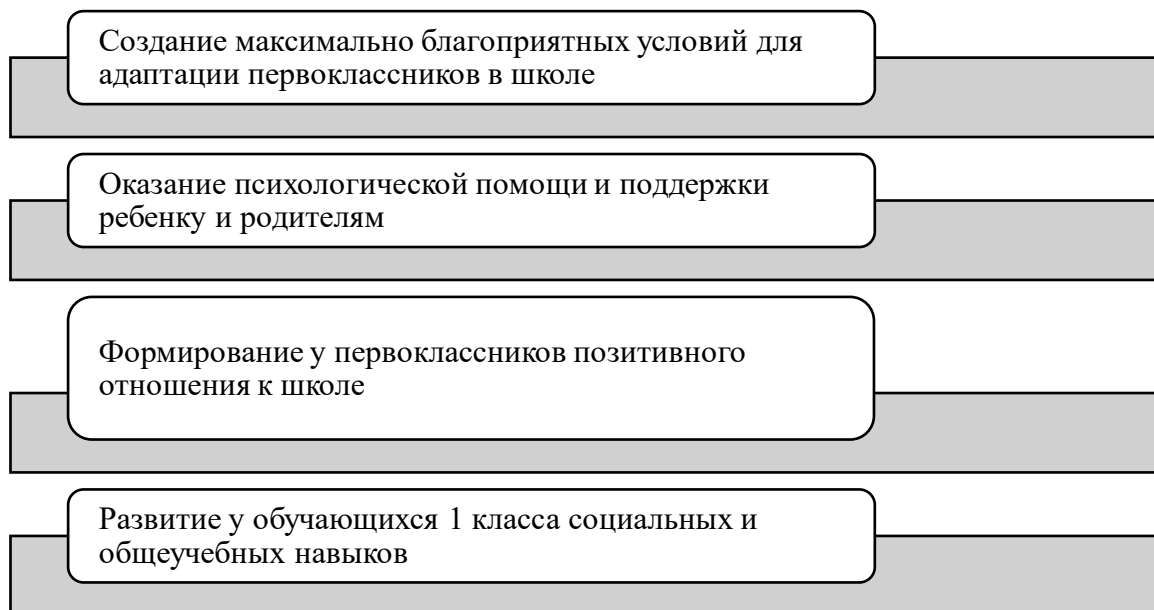 Создание максимально благоприятных условий для
адаптации первоклассников в школе
Оказание психологической помощи и поддержки
ребенку и родителям
Формирование у первоклассников позитивного
отношения к школе
Развитие у обучающихся 1 класса социальных и
общеучебных навыков